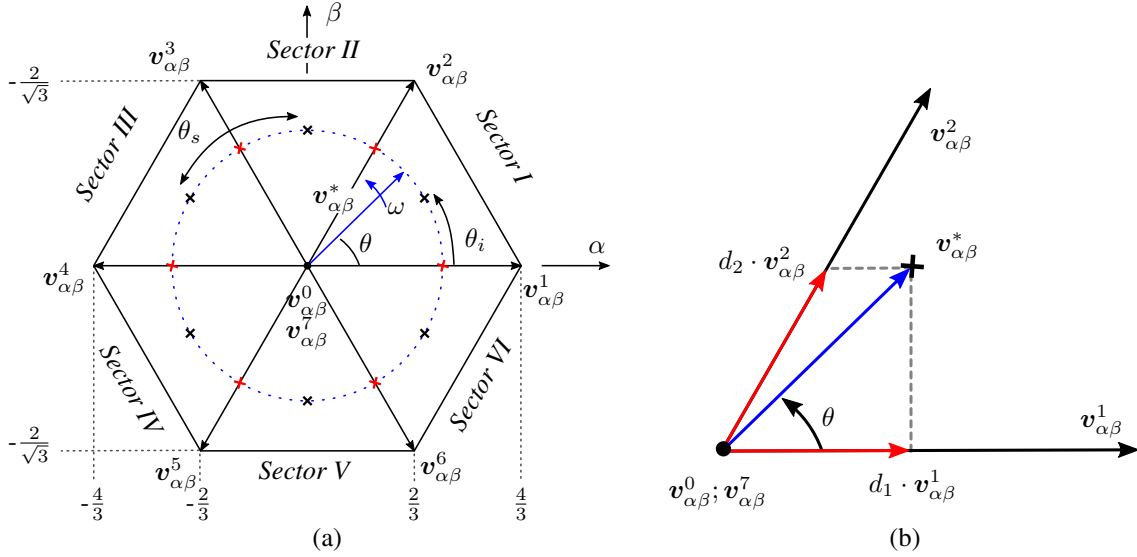 β
Sector II
v³αβ
v²αβ
-2/√3
θs
Sector III
Sector I
v*αβ
ω
θ
θi
α
v⁴αβ
v⁰αβ
v⁷αβ
v¹αβ
Sector IV
Sector VI
-2/√3
v⁵αβ
Sector V
v⁶αβ
-4/3
-2/3
2/3
4/3
(a)
v²αβ
d₂ · v²αβ
v*αβ
θ
v¹αβ
v⁰αβ; v⁷αβ
d₁ · v¹αβ
(b)